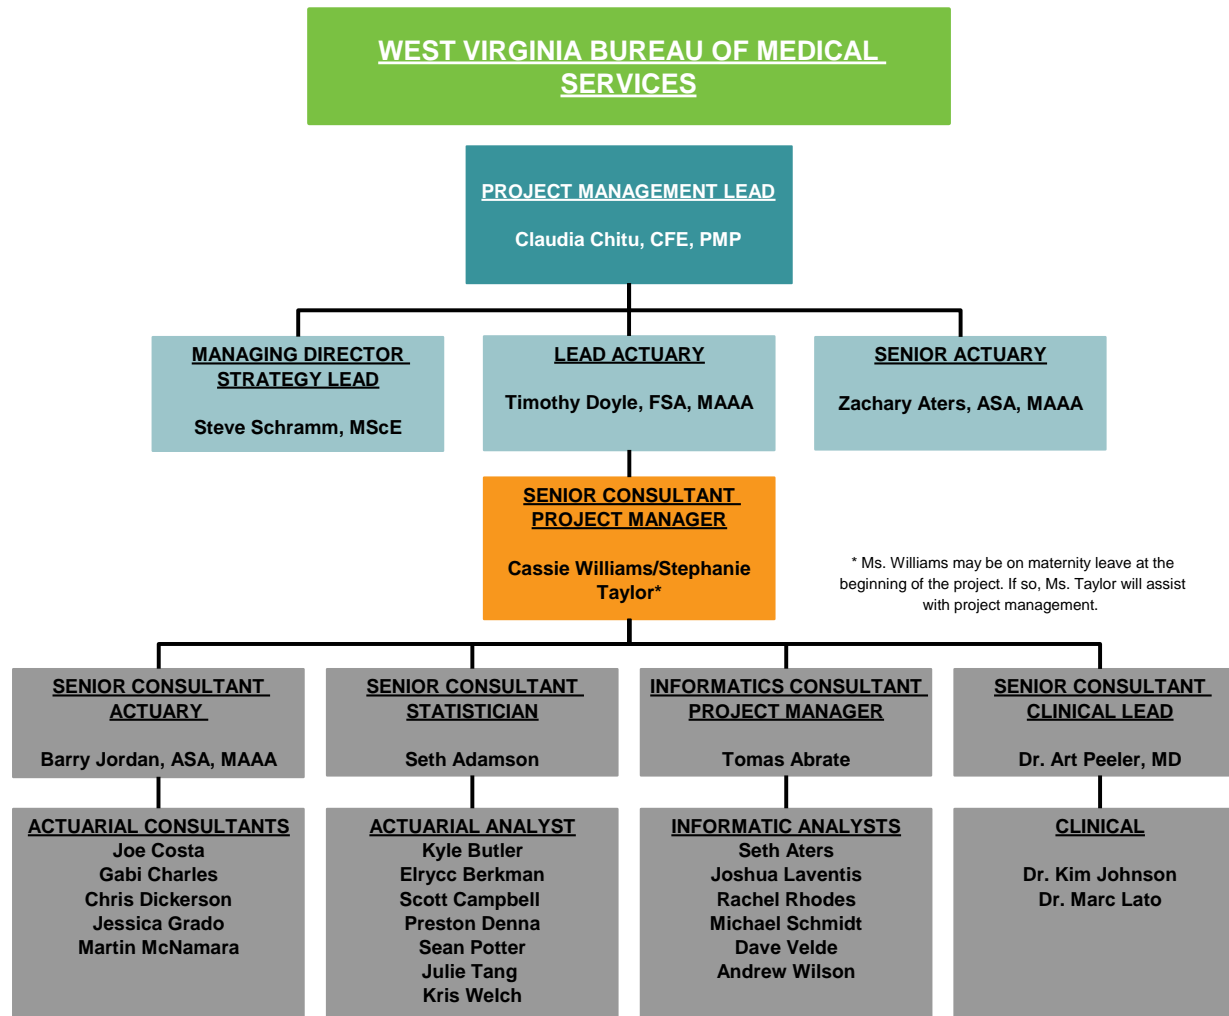 WEST VIRGINIA BUREAU OF MEDICAL
SERVICES
PROJECT MANAGEMENT LEAD
Claudia Chitu, CFE, PMP
MANAGING DIRECTOR
STRATEGY LEAD
Steve Schramm, MScE
LEAD ACTUARY
Timothy Doyle, FSA, MAAA
SENIOR ACTUARY
Zachary Aters, ASA, MAAA
SENIOR CONSULTANT
PROJECT MANAGER
Cassie Williams/Stephanie
Taylor*
* Ms. Williams may be on maternity leave at the
beginning of the project. If so, Ms. Taylor will assist
with project management.
SENIOR CONSULTANT
ACTUARY
Barry Jordan, ASA, MAAA
SENIOR CONSULTANT
STATISTICIAN
Seth Adamson
INFORMATICS CONSULTANT
PROJECT MANAGER
Tomas Abrate
SENIOR CONSULTANT
CLINICAL LEAD
Dr. Art Peeler, MD
ACTUARIAL CONSULTANTS
Joe Costa
Gabi Charles
Chris Dickerson
Jessica Grado
Martin McNamara
ACTUARIAL ANALYST
Kyle Butler
Elrycc Berkman
Scott Campbell
Preston Denna
Sean Potter
Julie Tang
Kris Welch
INFORMATIC ANALYSTS
Seth Aters
Joshua Laventis
Rachel Rhodes
Michael Schmidt
Dave Velde
Andrew Wilson
CLINICAL
Dr. Kim Johnson
Dr. Marc Lato